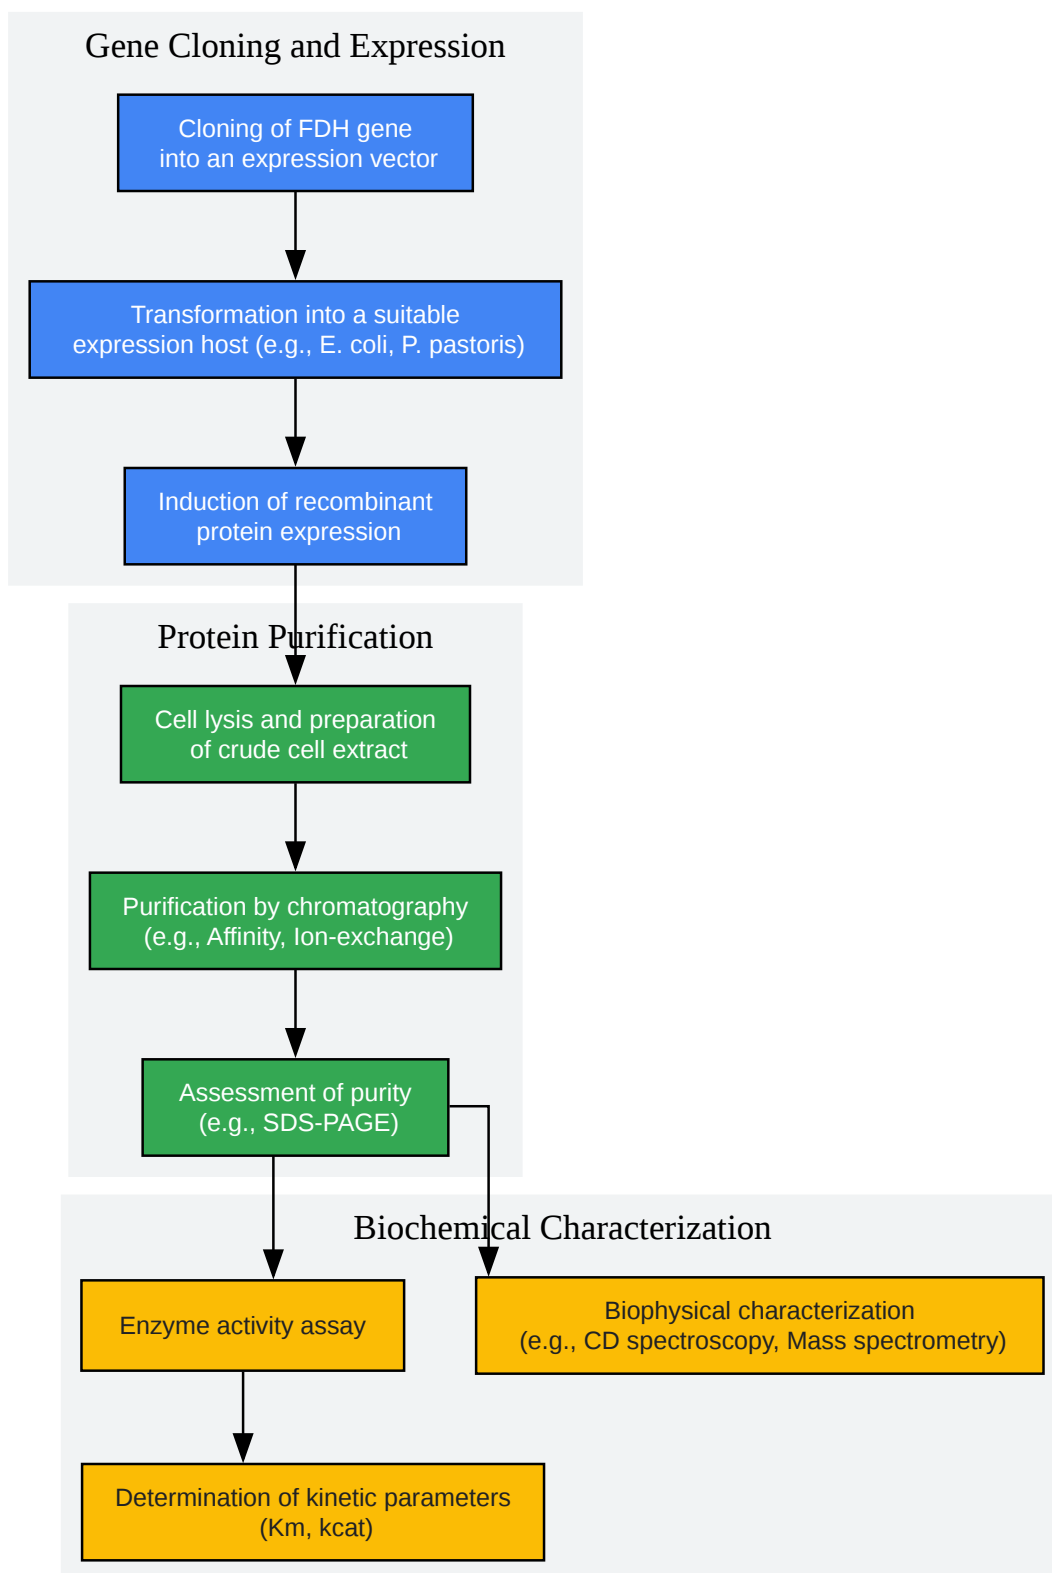 Gene Cloning and Expression
Cloning of FDH gene
into an expression vector
Transformation into a suitable
expression host (e.g., E. coli, P. pastoris)
Induction of recombinant
protein expression
Protein Purification
Cell lysis and preparation
of crude cell extract
Purification by chromatography
(e.g., Affinity, Ion-exchange)
Assessment of purity
(e.g., SDS-PAGE)
Biochemical Characterization
Enzyme activity assay
Biophysical characterization
(e.g., CD spectroscopy, Mass spectrometry)
Determination of kinetic parameters
(Km, kcat)